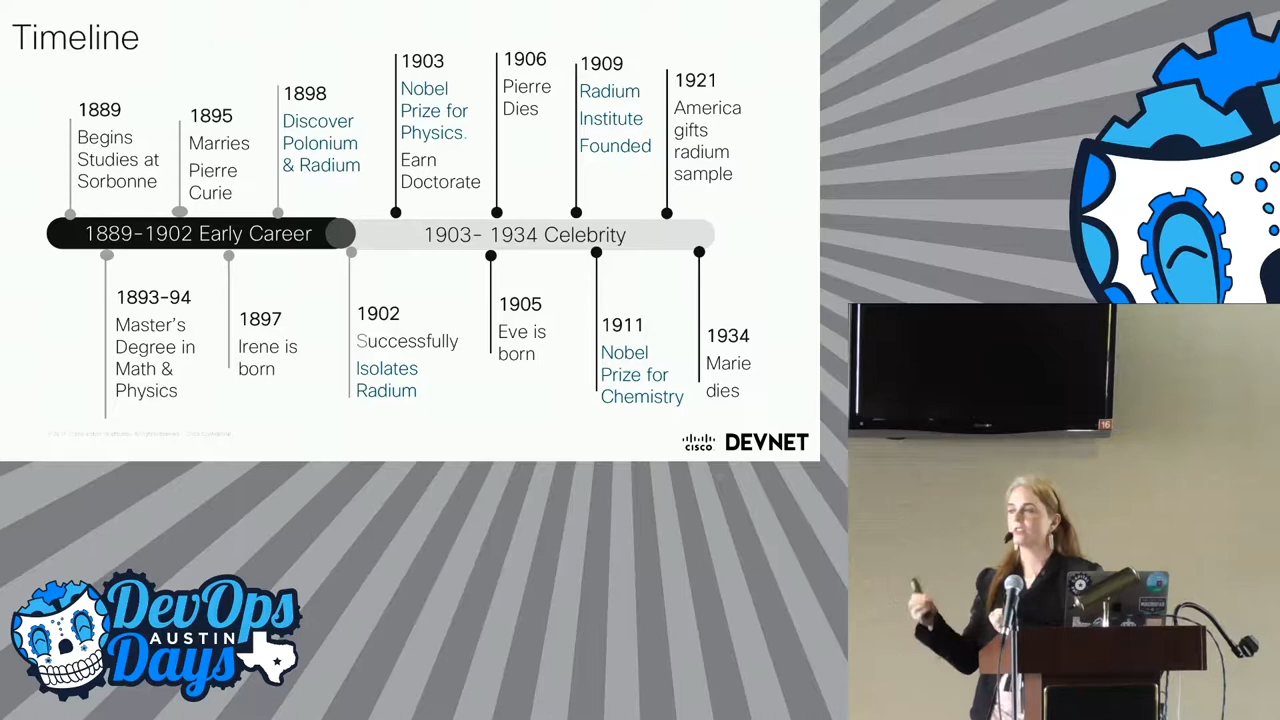 Timeline
1889
Begins
Studies at
Sorbonne
1895
Marries
Pierre
Curie
1898
Discover
Polonium
& Radium
1903
Nobel
Prize for
Physics.
Earn
Doctorate
1906
Pierre
Dies
1909
Radium
Institute
Founded
1921
America
gifts
radium
sample
1889-1902 Early Career
1903- 1934 Celebrity
1893-94
Master's
Degree in
Math &
Physics
1897
Irene is
born
1902
Successfully
Isolates
Radium
1905
Eve is
born
1911
Nobel
Prize for
Chemistry
1934
Marie
dies
CISCO DEVNET
16
DevOps
AUSTIN
Days